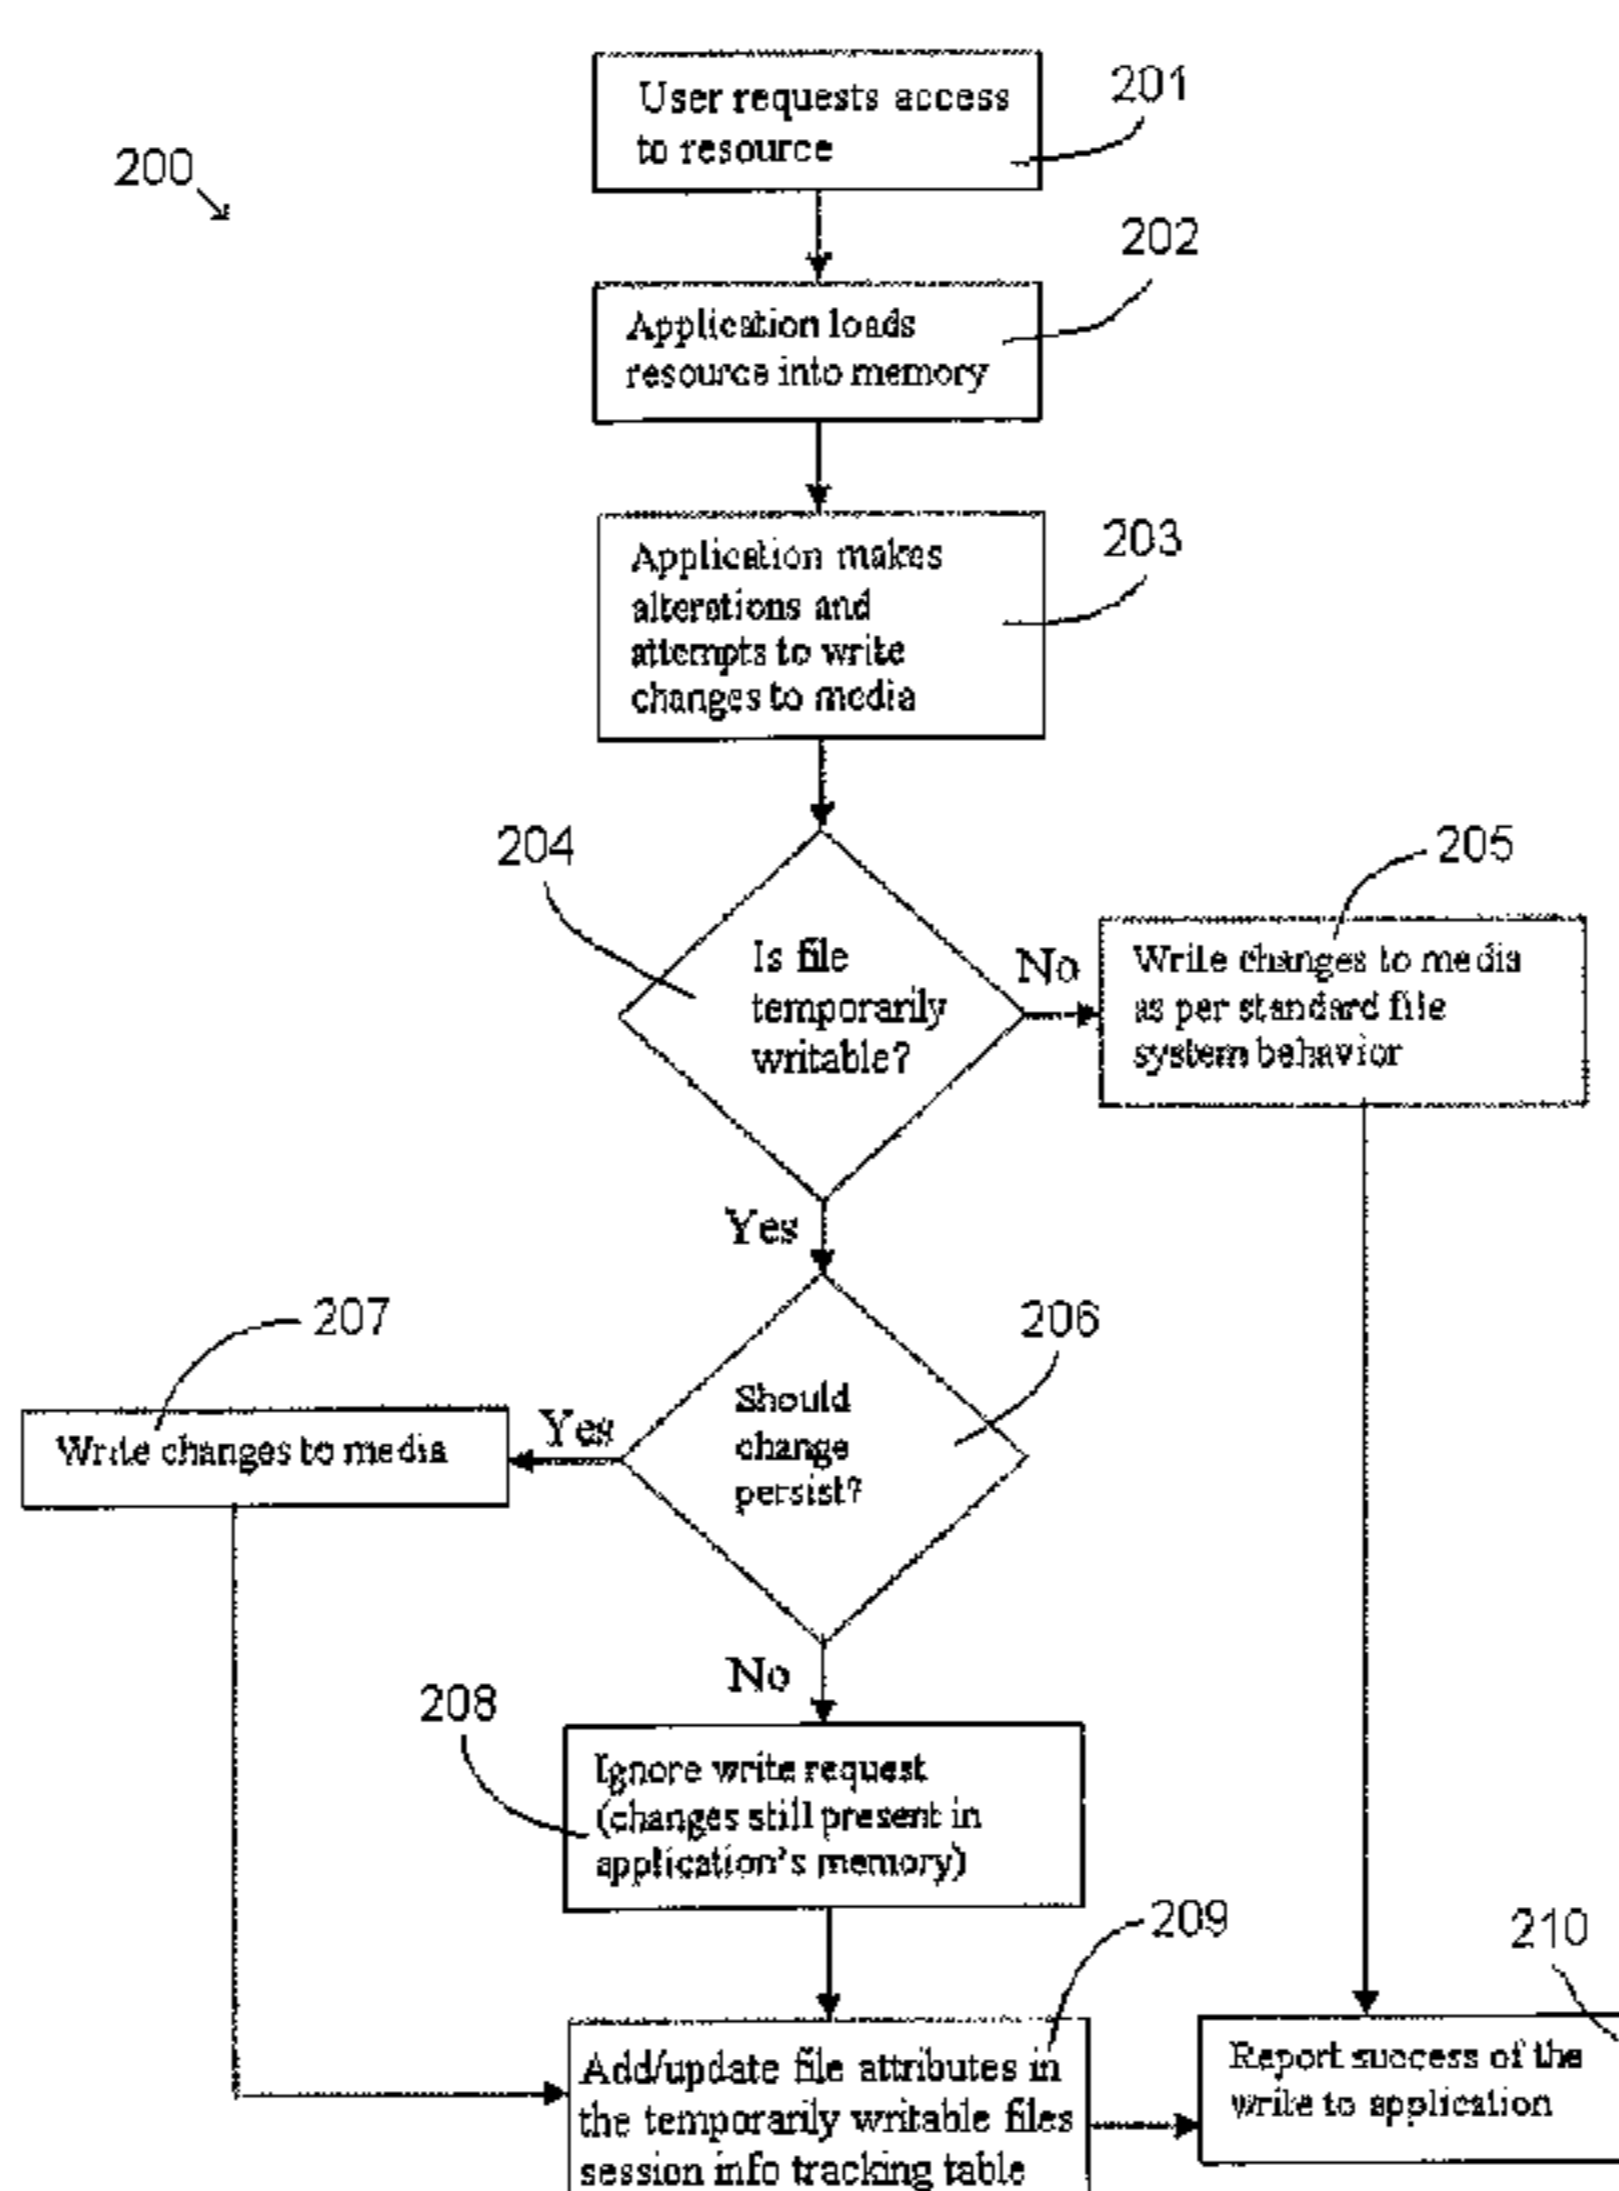 User requests access
to resource
201
200
202
Application loads
resource into memory
203
Application makes
alterations and
attempts to write
changes to media
204
Is file
temporarily
writable?
No
205
Write changes to media
as per standard file
system behavior
Yes
206
Should
change
persist?
Yes
207
Write changes to media
No
208
Ignore write request
(changes still present in
application's memory)
209
Add/update file attributes in
the temporarily writable files
session info tracking table
210
Report success of the
write to application